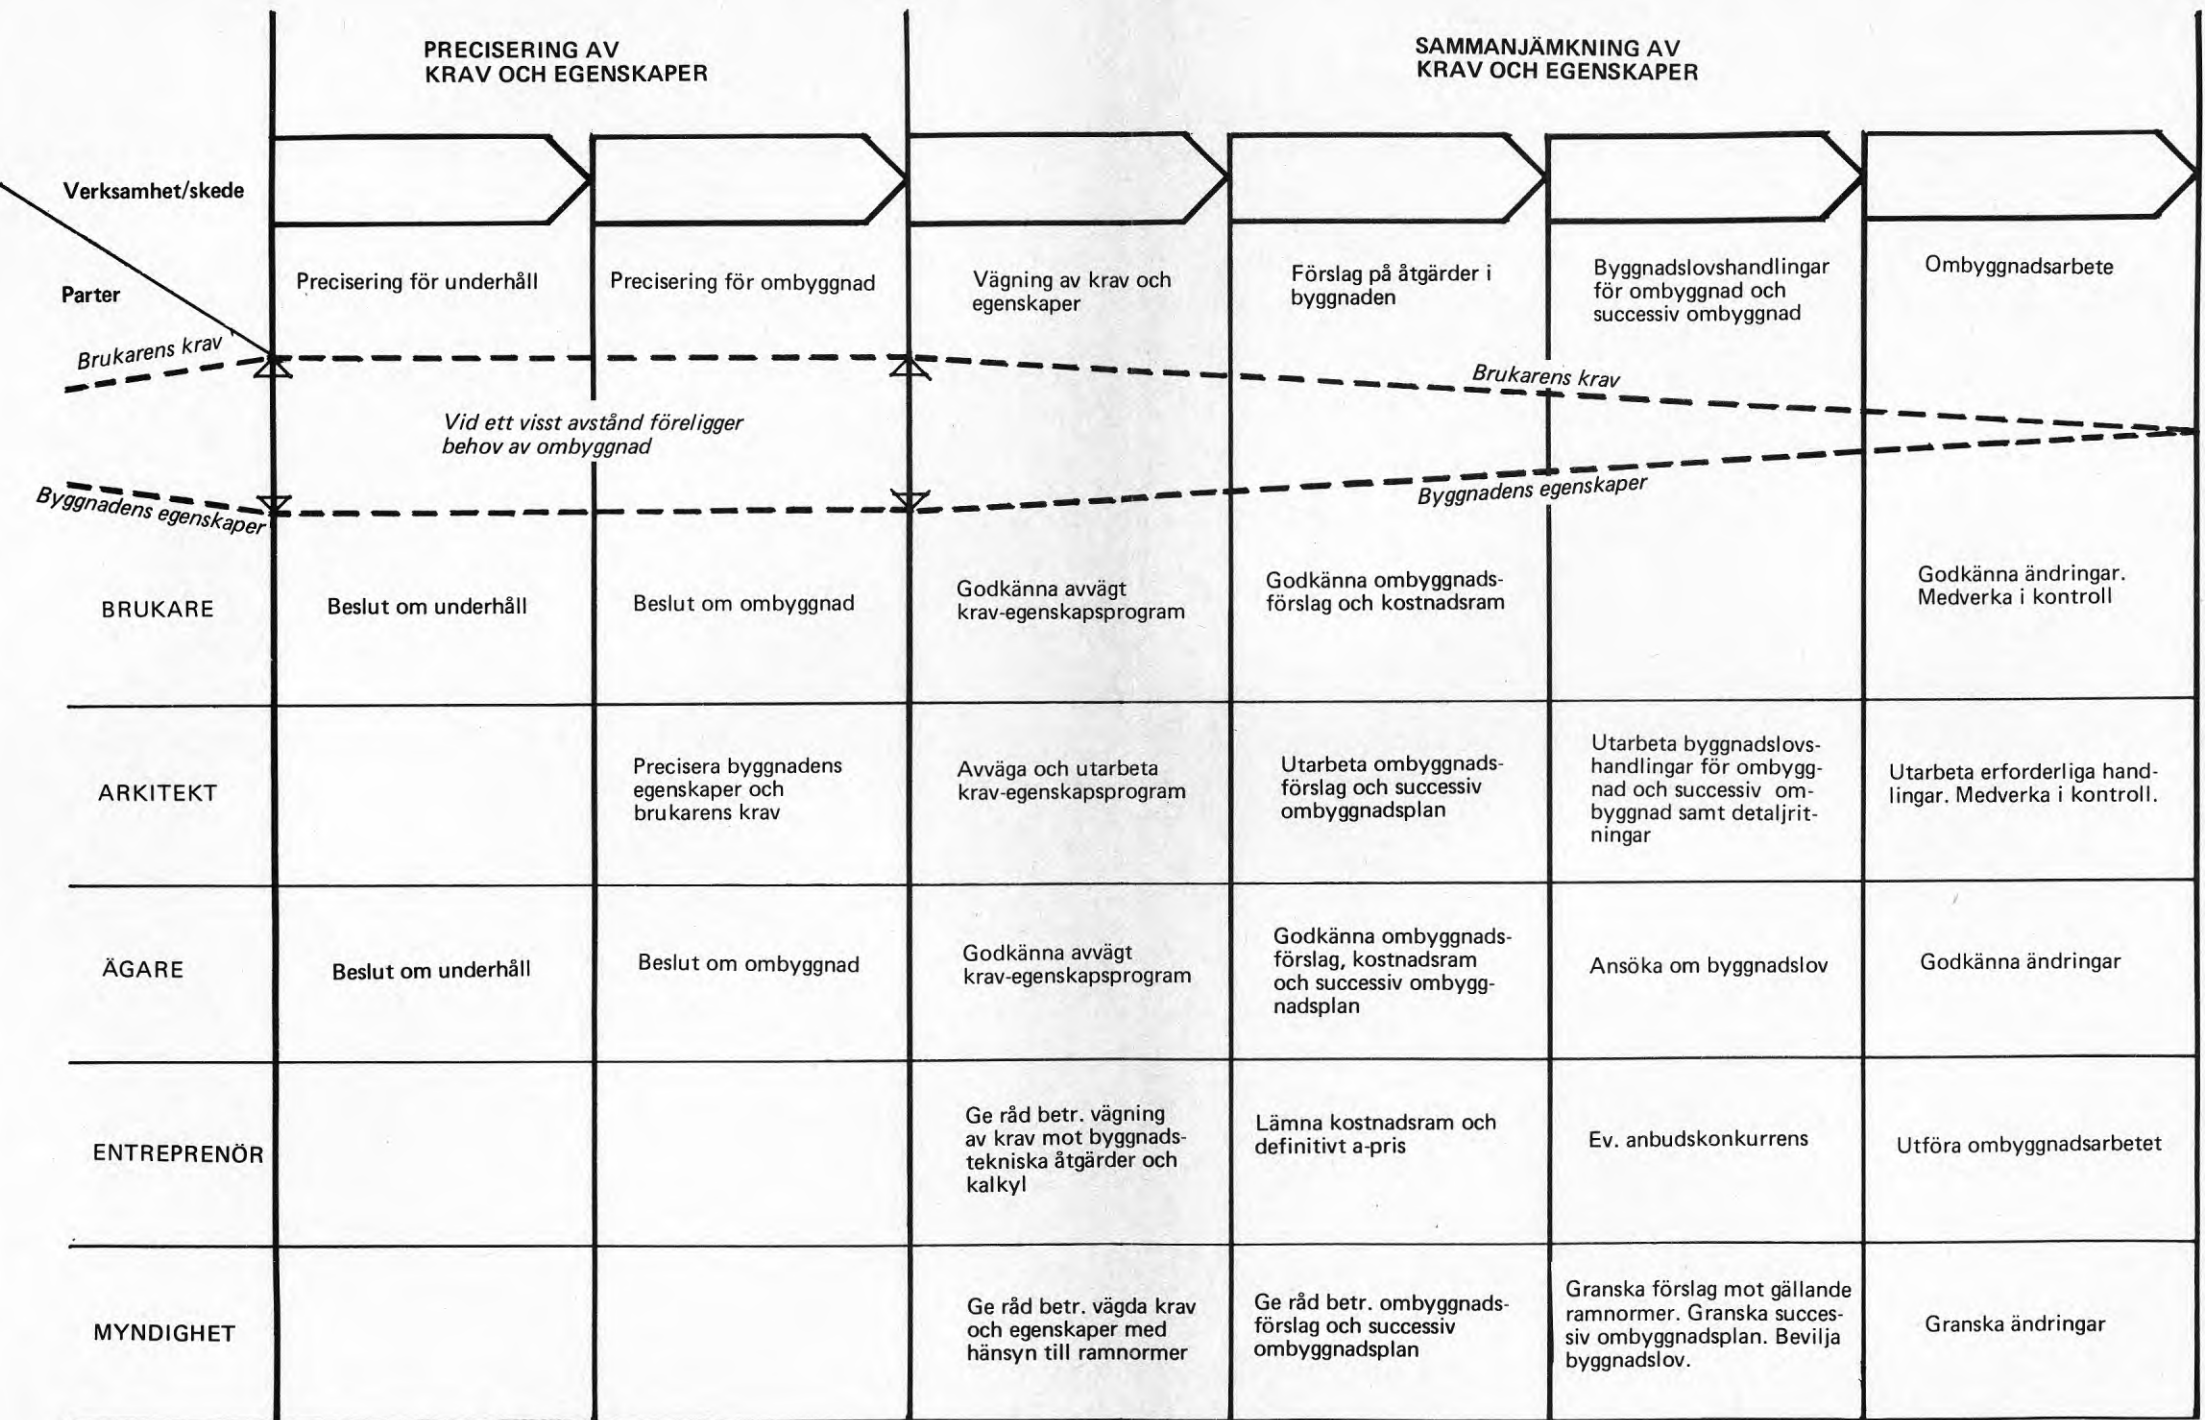 PRECISERING AV
KRAV OCH EGENSKAPER
SAMMANJÄMKNING AV
KRAV OCH EGENSKAPER
Verksamhet/skede
Parter
Precisering för underhåll
Precisering för ombyggnad
Vägning av krav och
egenskaper
Förslag på åtgärder i
byggnaden
Byggnadslovshandlingar
för ombyggnad och
successiv ombyggnad
Ombyggnadsarbete
Brukarens krav
Brukarens krav
Vid ett visst avstånd föreligger
behov av ombyggnad
Byggnadens egenskaper
Byggnadens egenskaper
BRUKARE
Beslut om underhåll
Beslut om ombyggnad
Godkänna avvägt
krav-egenskapsprogram
Godkänna ombyggnads-
förslag och kostnadsram
Godkänna ändringar.
Medverka i kontroll
ARKITEKT
Precisera byggnadens
egenskaper och
brukarens krav
Avväga och utarbeta
krav-egenskapsprogram
Utarbeta ombyggnads-
förslag och successiv
ombyggnadsplan
Utarbeta byggnadslovs-
handlingar för ombygg-
nad och successiv om-
byggnad samt detaljrit-
ningar
Utarbeta erforderliga hand-
lingar. Medverka i kontroll.
ÄGARE
Beslut om underhåll
Beslut om ombyggnad
Godkänna avvägt
krav-egenskapsprogram
Godkänna ombyggnads-
förslag, kostnadsram
och successiv ombygg-
nadsplan
Ansöka om byggnadslov
Godkänna ändringar
ENTREPRENÖR
Ge råd betr. vägning
av krav mot byggnads-
tekniska åtgärder och
kalkyl
Lämna kostnadsram och
definitivt a-pris
Ev. anbudskonkurrens
Utföra ombyggnadsarbetet
MYNDIGHET
Ge råd betr. vägda krav
och egenskaper med
hänsyn till ramnormer
Ge råd betr. ombyggnads-
förslag och successiv
ombyggnadsplan
Granska förslag mot gällande
ramnormer. Granska succes-
siv ombyggnadsplan. Bevilja
byggnadslov.
Granska ändringar